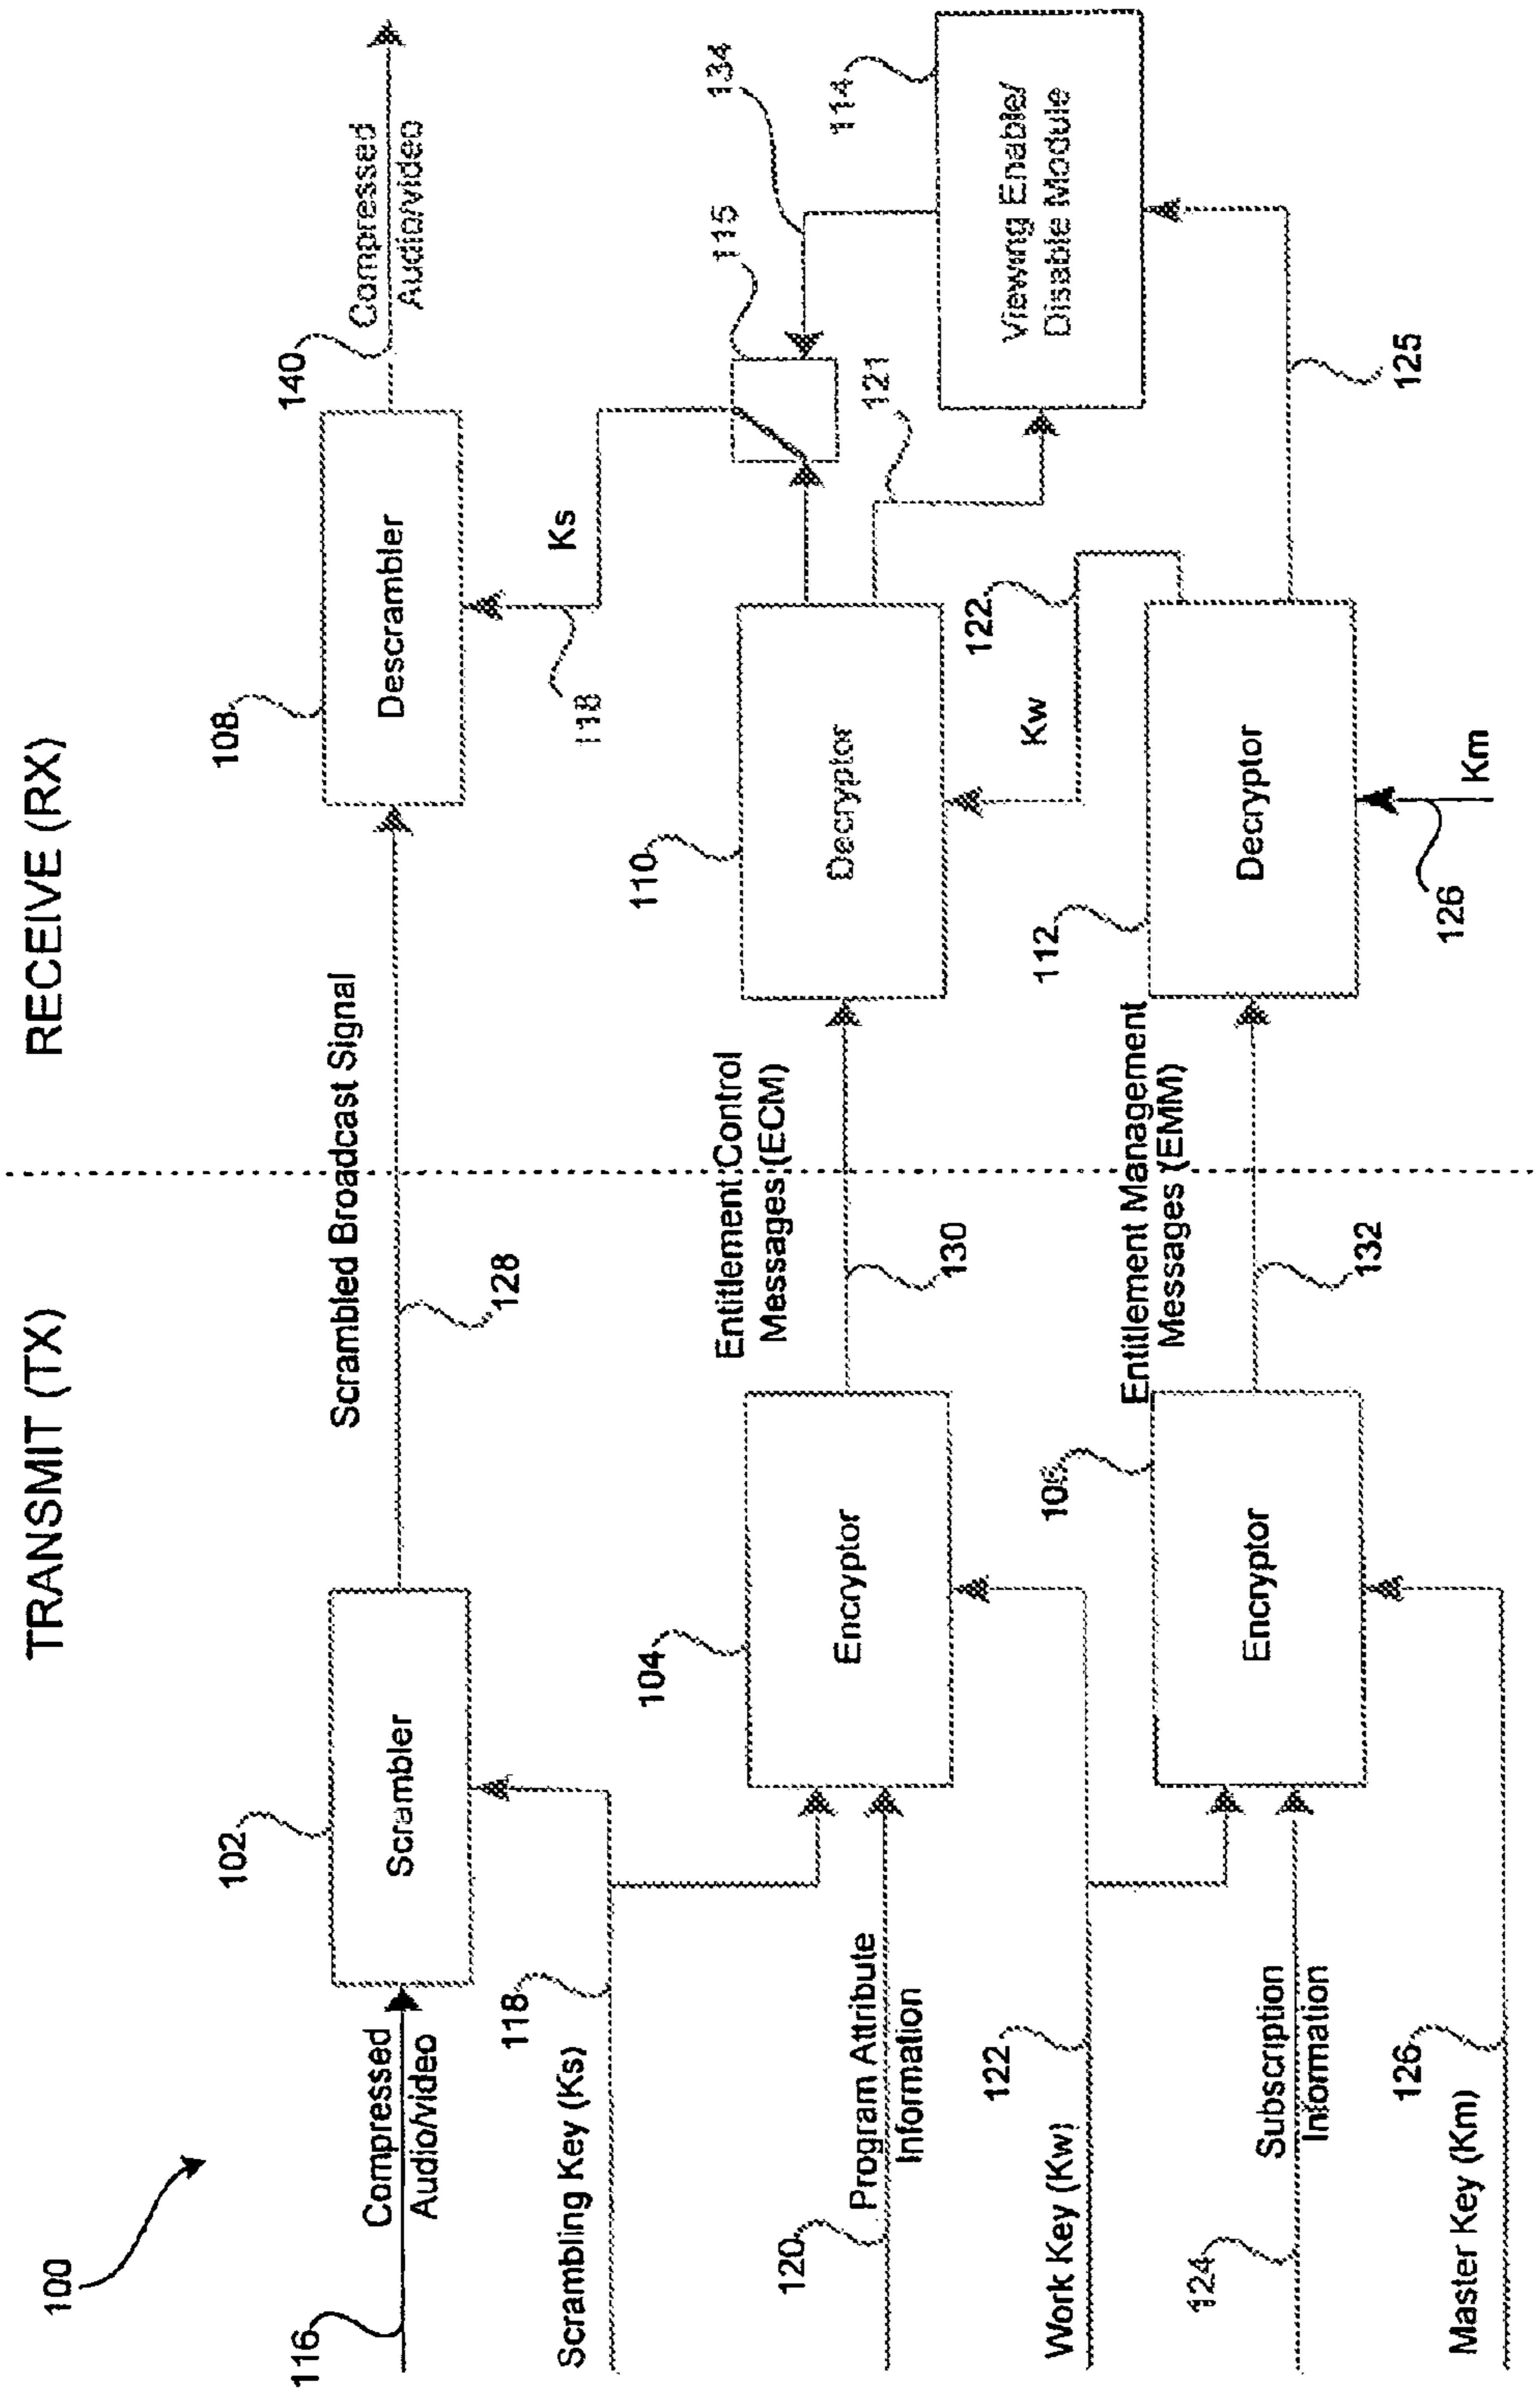 TRANSMIT (TX)
RECEIVE (RX)
100
116
Compressed
Audio/video
102
Scrambler
Scrambled Broadcast Signal
128
108
Descrambler
140
Compressed
Audio/video
Scrambling Key (Ks)
118
118
Ks
115
134
120
Program Attribute
Information
104
Encryptor
Entitlement Control
Messages (ECM)
130
110
Decryptor
121
114
Viewing Enable/
Disable Module
Work Key (Kw)
122
Kw
122
124
Subscription
Information
106
Encryptor
Entitlement Management
Messages (EMM)
132
112
Decryptor
125
Master Key (Km)
126
126
Km